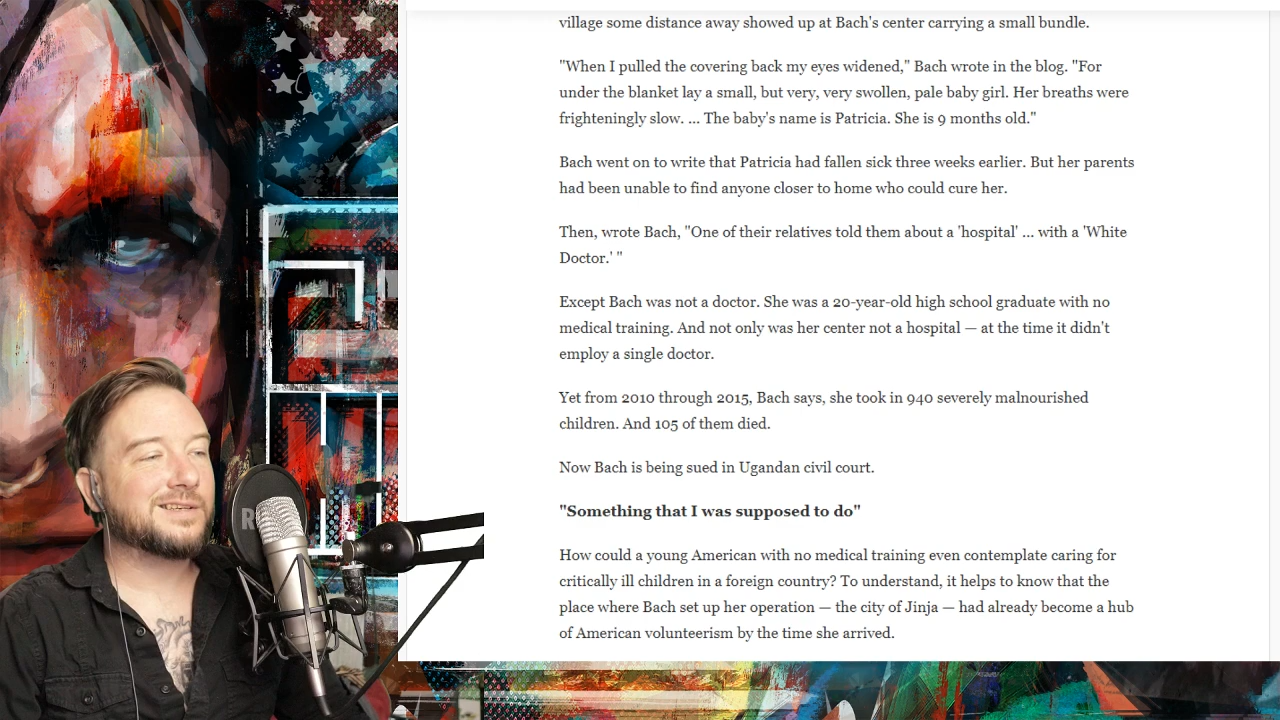 village some distance away showed up at Bach's center carrying a small bundle.
"When I pulled the covering back my eyes widened," Bach wrote in the blog. "For
under the blanket lay a small, but very, very swollen, pale baby girl. Her breaths were
frighteningly slow. ... The baby's name is Patricia. She is 9 months old."
Bach went on to write that Patricia had fallen sick three weeks earlier. But her parents
had been unable to find anyone closer to home who could cure her.
Then, wrote Bach, "One of their relatives told them about a 'hospital' ... with a 'White
Doctor.' "
Except Bach was not a doctor. She was a 20-year-old high school graduate with no
medical training. And not only was her center not a hospital — at the time it didn't
employ a single doctor.
Yet from 2010 through 2015, Bach says, she took in 940 severely malnourished
children. And 105 of them died.
Now Bach is being sued in Ugandan civil court.
"Something that I was supposed to do"
How could a young American with no medical training even contemplate caring for
critically ill children in a foreign country? To understand, it helps to know that the
place where Bach set up her operation — the city of Jinja — had already become a hub
of American volunteerism by the time she arrived.